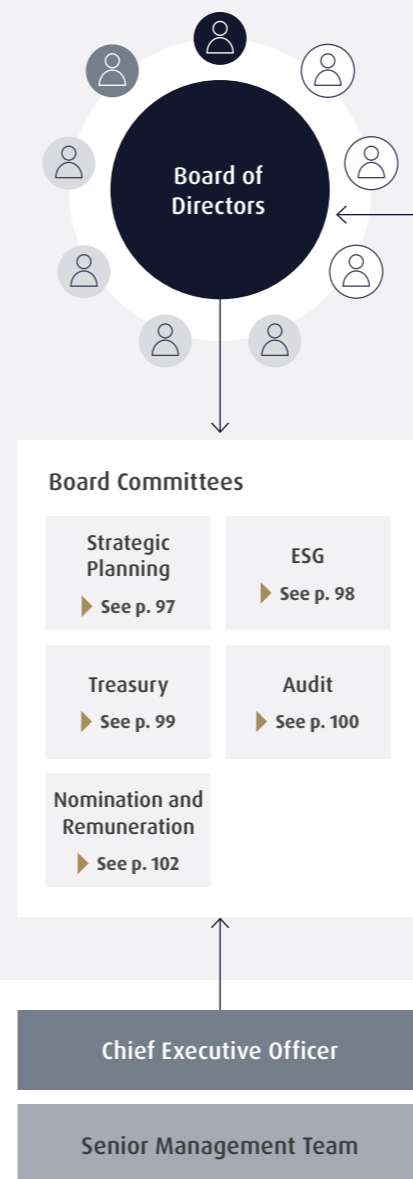 Board of
Directors
Board Committees
Strategic
Planning
See p. 97
ESG
See p. 98
Treasury
See p. 99
Audit
See p. 100
Nomination and
Remuneration
See p. 102
Chief Executive Officer
Senior Management Team